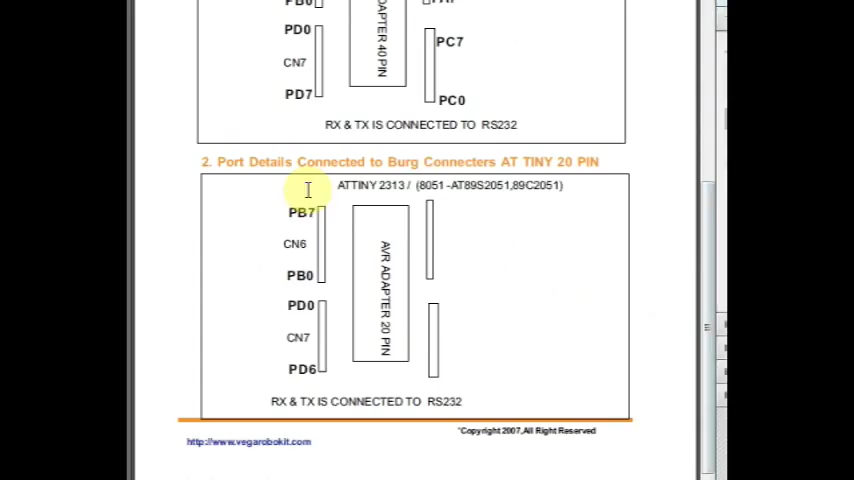 PB0
PD0
ADAPTER 40 PIN
PC7
CN7
PD7
PC0
RX & TX IS CONNECTED TO RS232
2. Port Details Connected to Burg Connecters AT TINY 20 PIN
ATTINY 2313 / (8051 -AT89S2051,89C2051)
PB7
CN6
AVR ADAPTER 20 PIN
PB0
PD0
CN7
PD6
RX & TX IS CONNECTED TO RS232
"Copyright 2007,All Right Reserved
http://www.vegarobokit.com